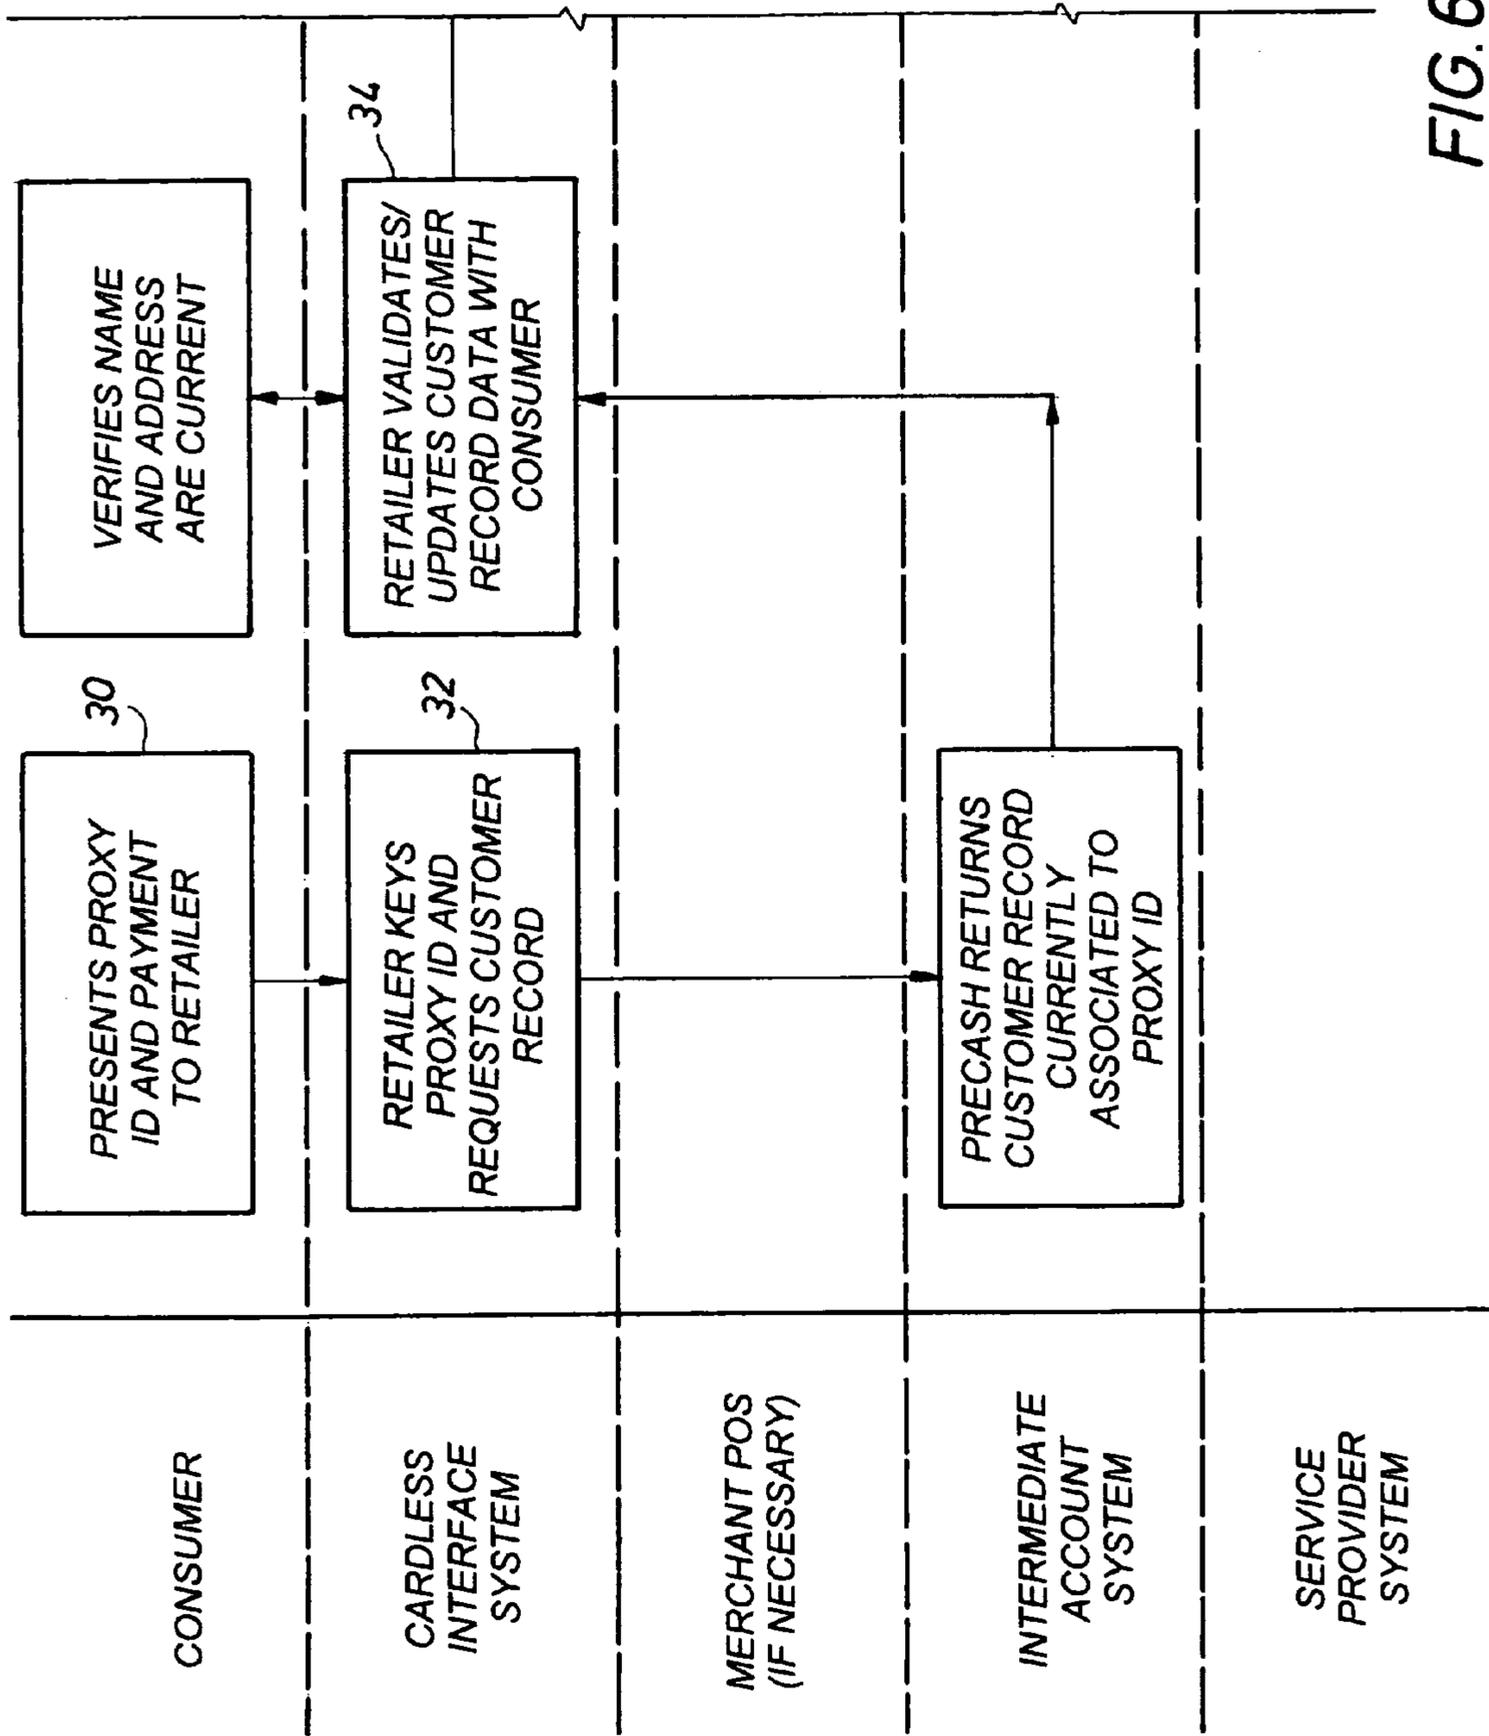 CONSUMER
PRESENTS PROXY
ID AND PAYMENT
TO RETAILER
30
VERIFIES NAME
AND ADDRESS
ARE CURRENT
CARDLESS
INTERFACE
SYSTEM
RETAILER KEYS
PROXY ID AND
REQUESTS CUSTOMER
RECORD
32
RETAILER VALIDATES/
UPDATES CUSTOMER
RECORD DATA WITH
CONSUMER
34
MERCHANT POS
(IF NECESSARY)
INTERMEDIATE
ACCOUNT
SYSTEM
PRECASH RETURNS
CUSTOMER RECORD
CURRENTLY
ASSOCIATED TO
PROXY ID
SERVICE
PROVIDER
SYSTEM